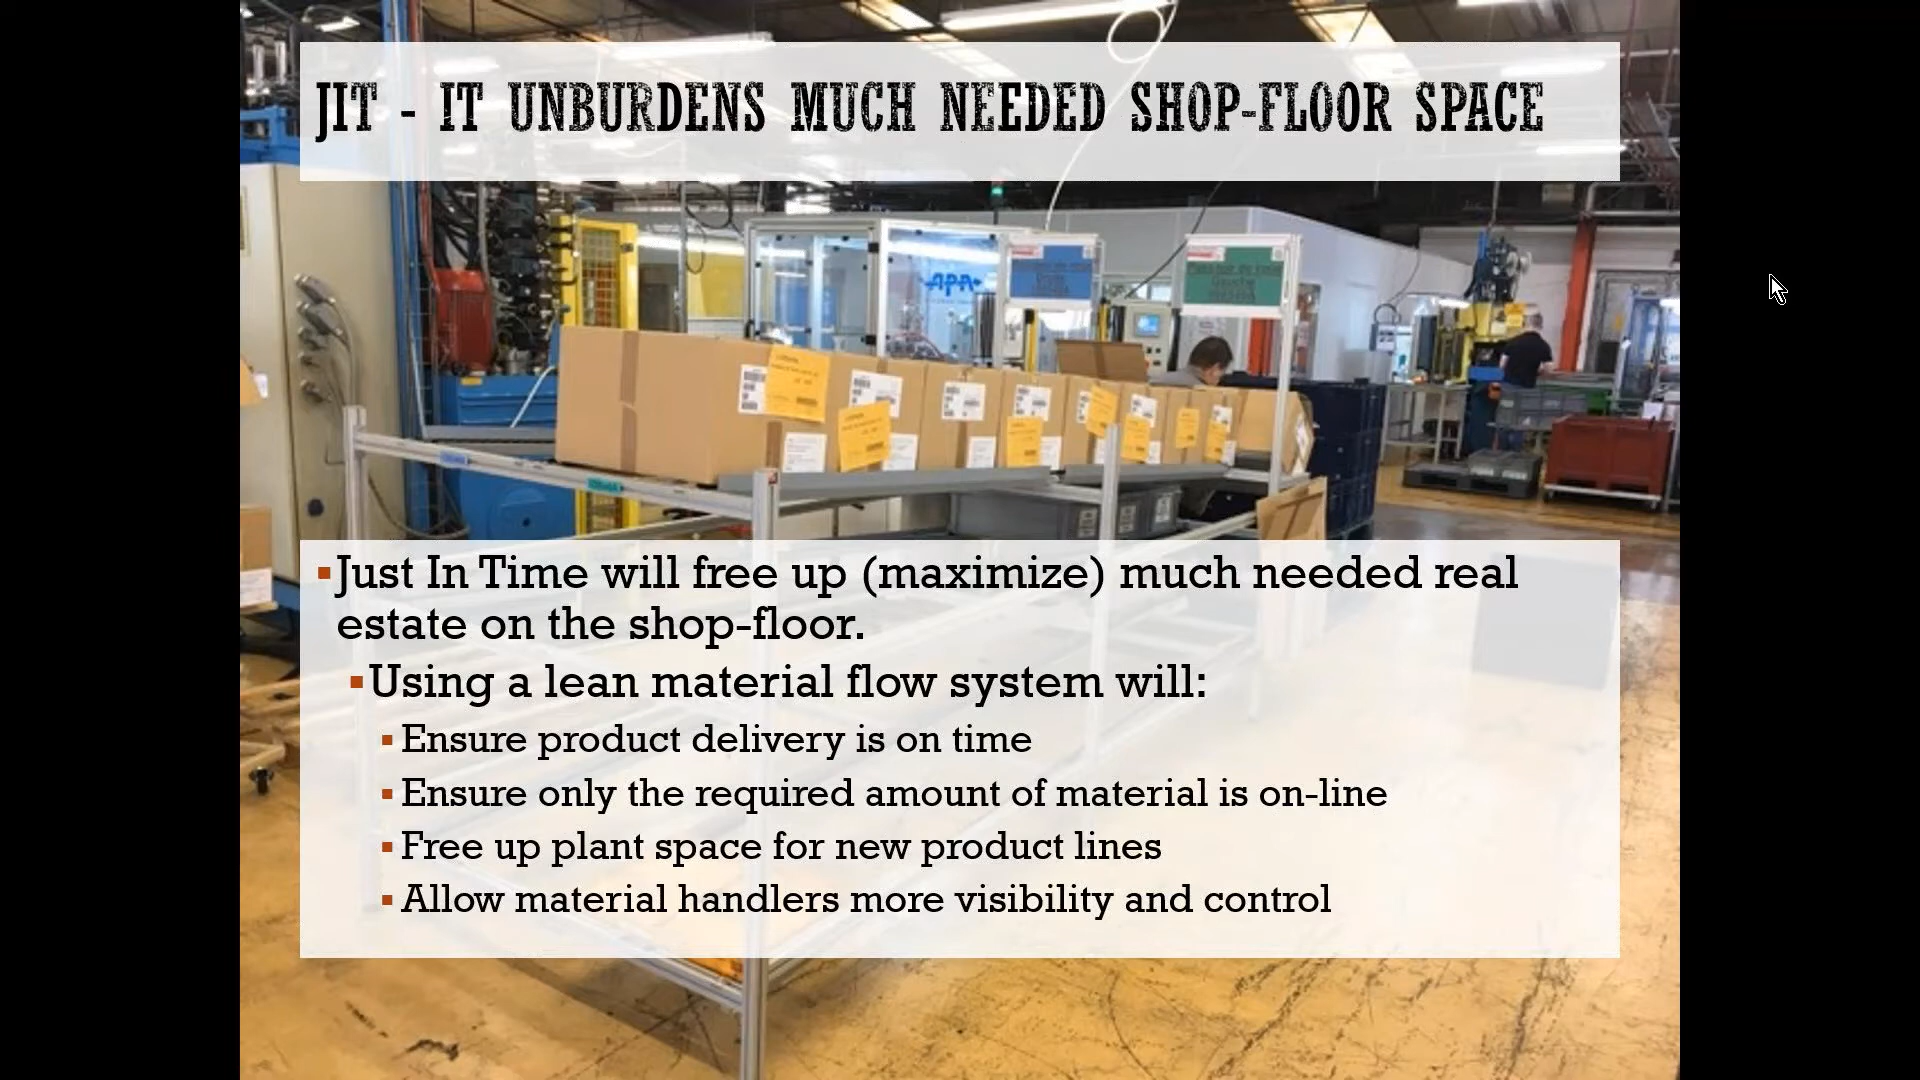 JIT - IT UNBURDENS MUCH NEEDED SHOP-FLOOR SPACE
APA
Just In Time will free up (maximize) much needed real
estate on the shop-floor.
Using a lean material flow system will:
Ensure product delivery is on time
Ensure only the required amount of material is on-line
Free up plant space for new product lines
Allow material handlers more visibility and control